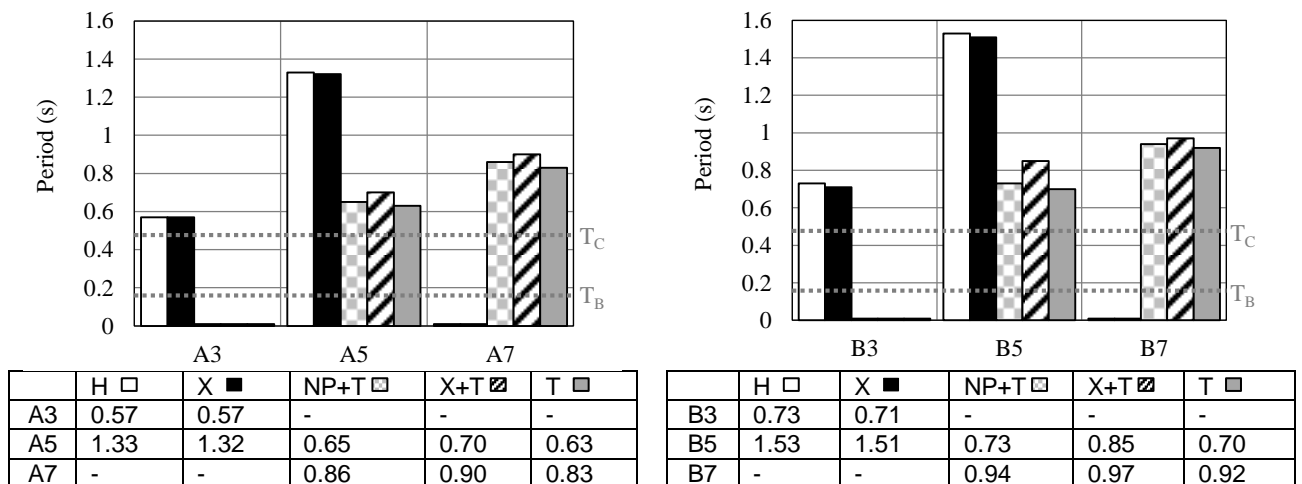 Period (s)
1.6
1.4
1.2
1
0.8
0.6
0.4
0.2
0
T_C
T_B
A3 A5 A7
H X NP+T X+T T
A3 0.57 0.57 - - -
A5 1.33 1.32 0.65 0.70 0.63
A7 - - 0.86 0.90 0.83
Period (s)
1.6
1.4
1.2
1
0.8
0.6
0.4
0.2
0
T_C
T_B
B3 B5 B7
H X NP+T X+T T
B3 0.73 0.71 - - -
B5 1.53 1.51 0.73 0.85 0.70
B7 - - 0.94 0.97 0.92